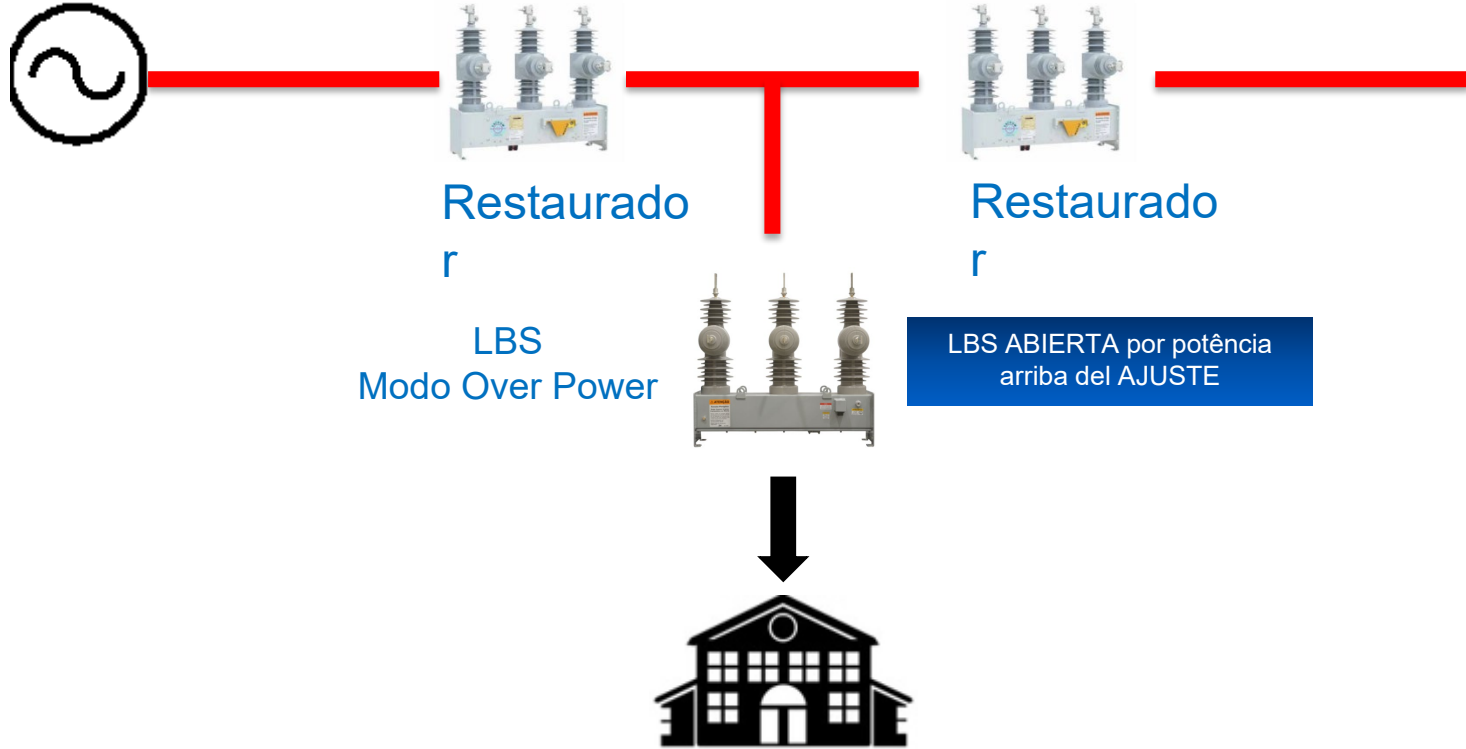 Restaurado
r
Restaurado
r
LBS
Modo Over Power
LBS ABIERTA por potência
arriba del AJUSTE